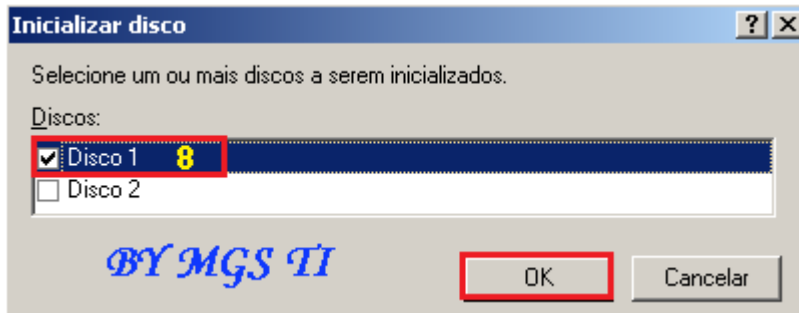 Inicializar disco
Selecione um ou mais discos a serem inicializados.
Discos:
Disco 1 8
Disco 2
BY MGS TI
OK Cancelar